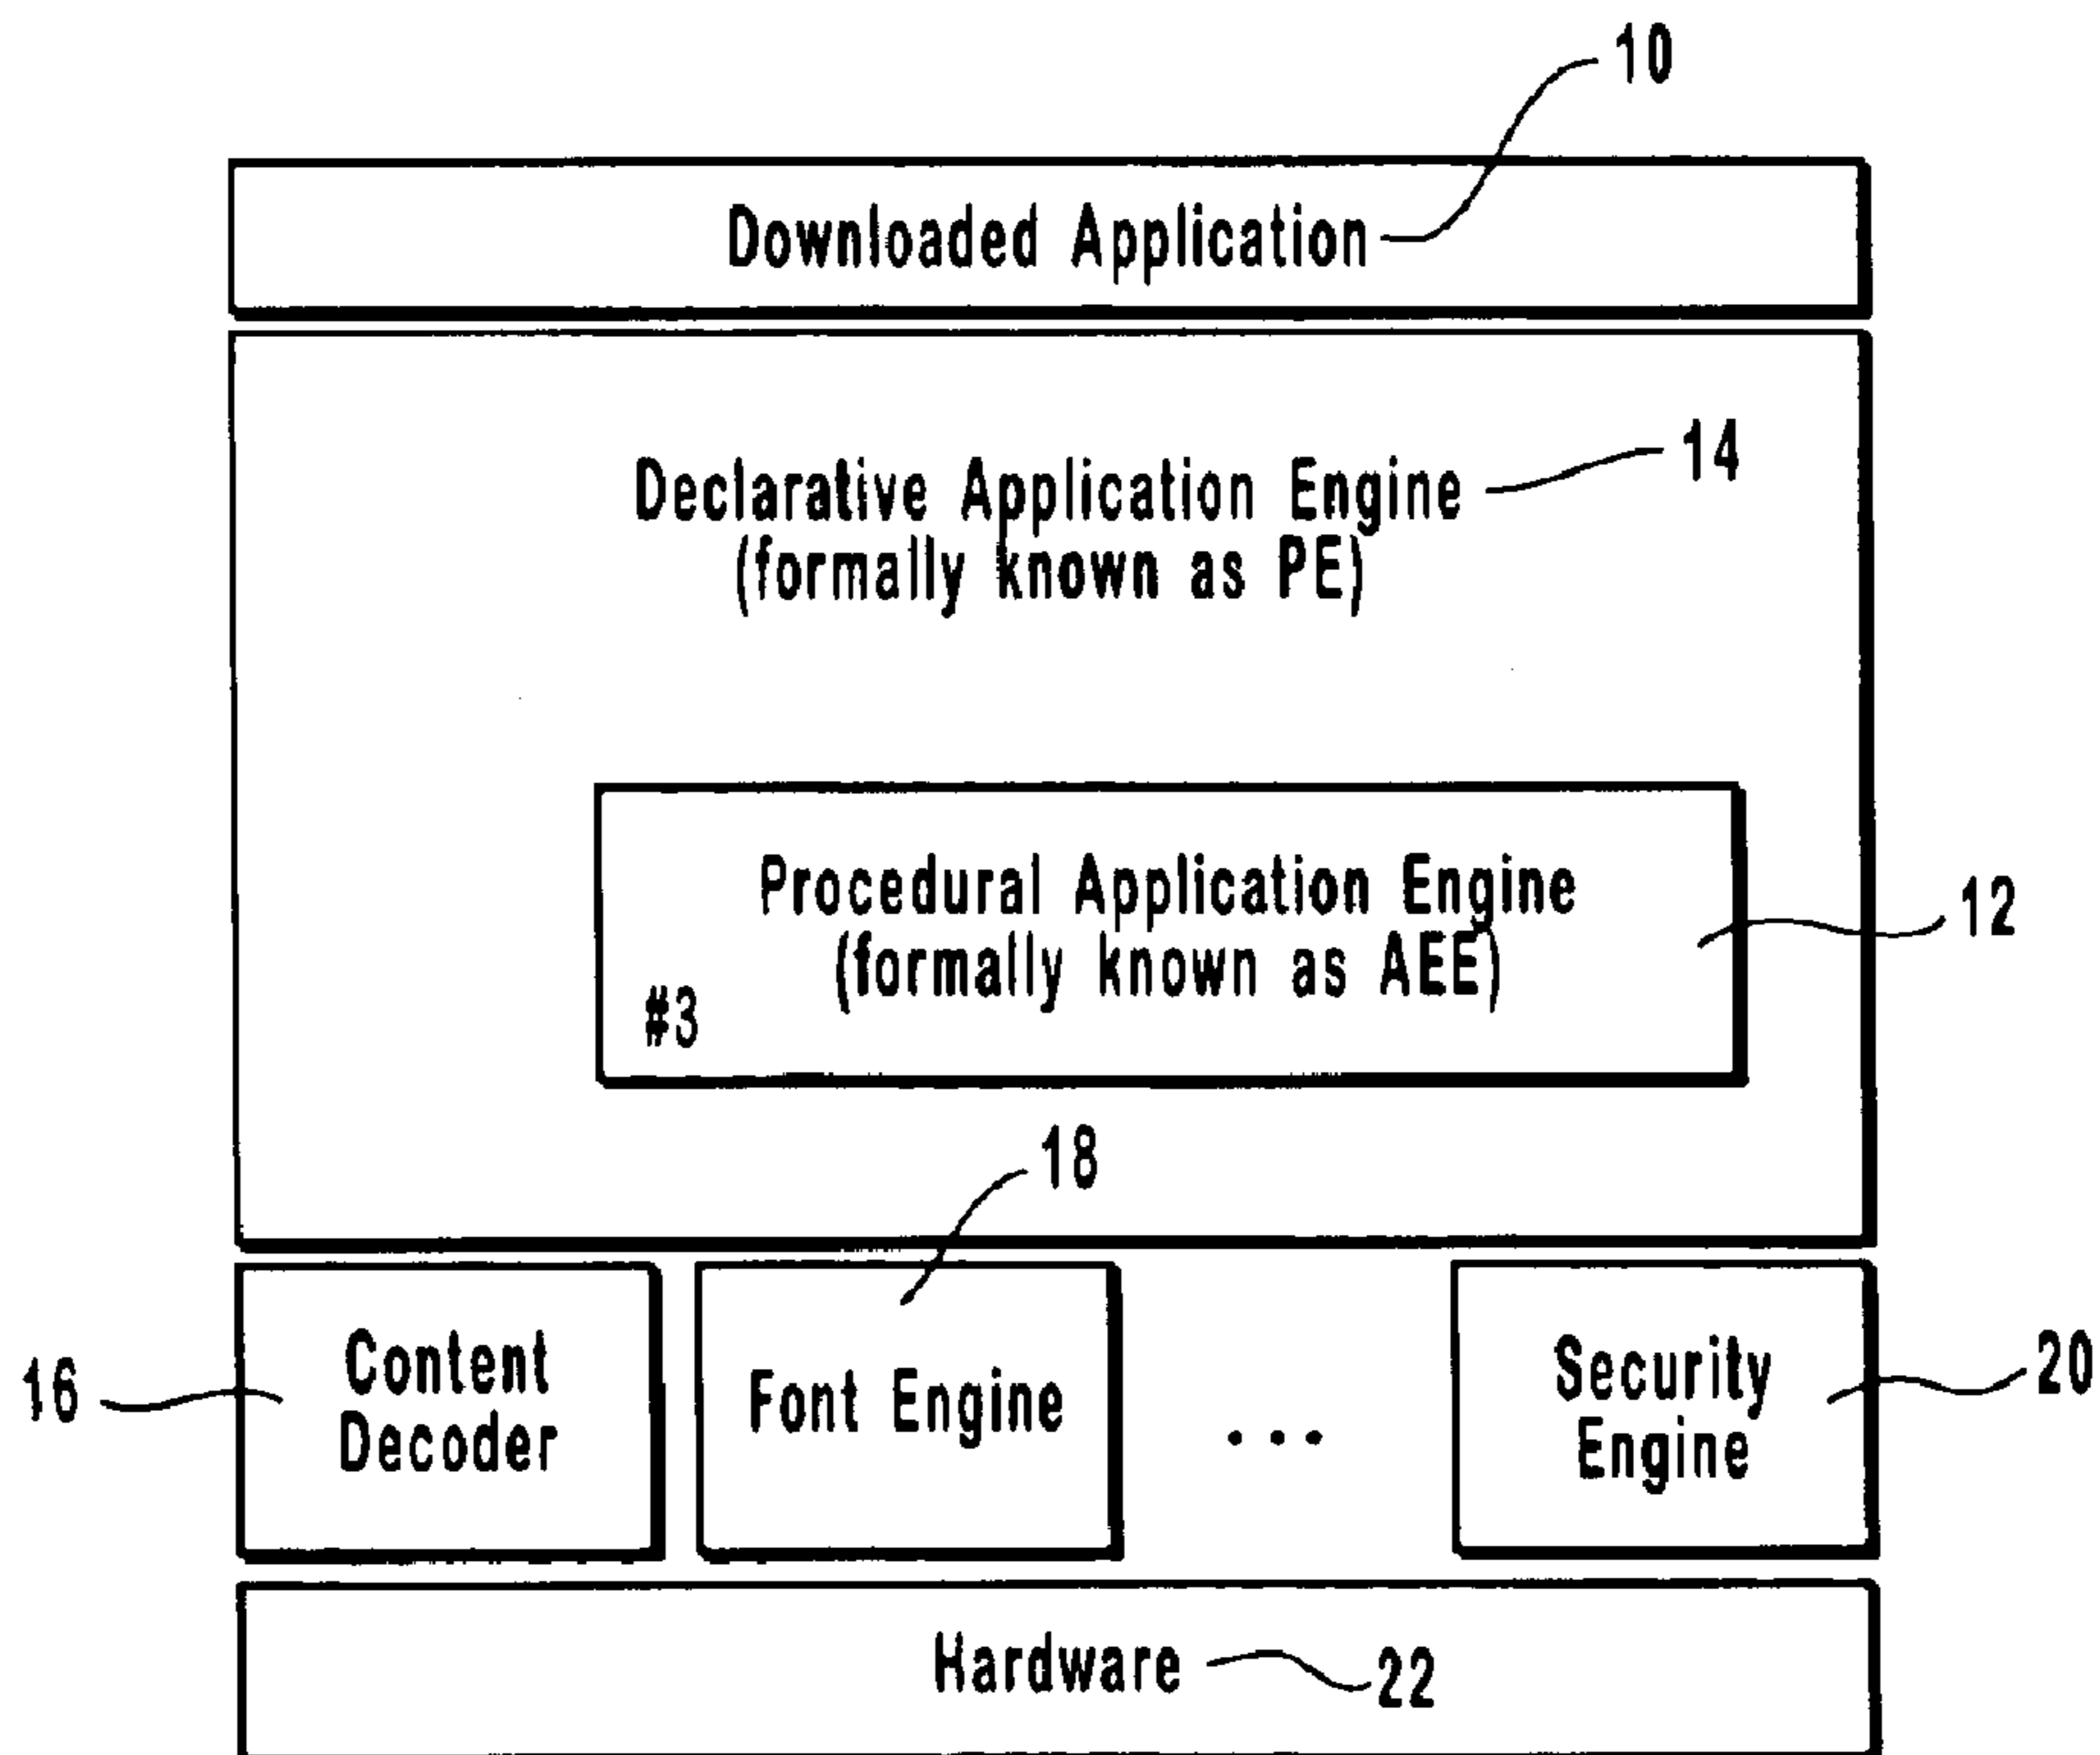 10
Downloaded Application
Declarative Application Engine
14
(formally known as PE)
Procedural Application Engine
(formally known as AEE)
12
#3
18
16
Content
Decoder
Font Engine
...
Security
Engine
20
Hardware
22